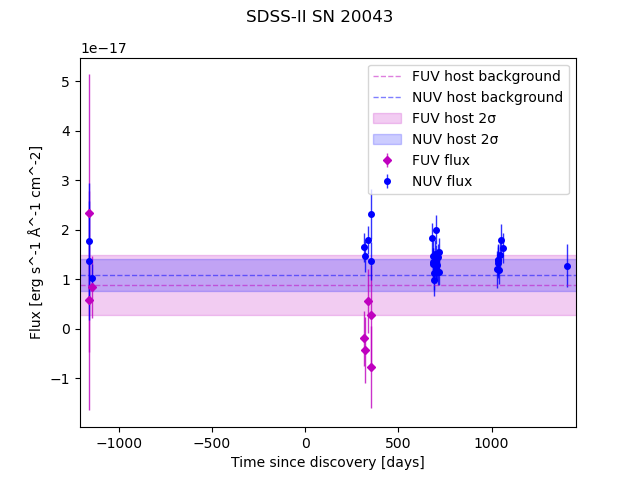 SDSS-II SN 20043
1e−17
FUV host background
NUV host background
FUV host 2σ
NUV host 2σ
FUV flux
NUV flux
Flux [erg s^-1 Å^-1 cm^-2]
5
4
3
2
1
0
−1
−1000
−500
0
500
1000
Time since discovery [days]